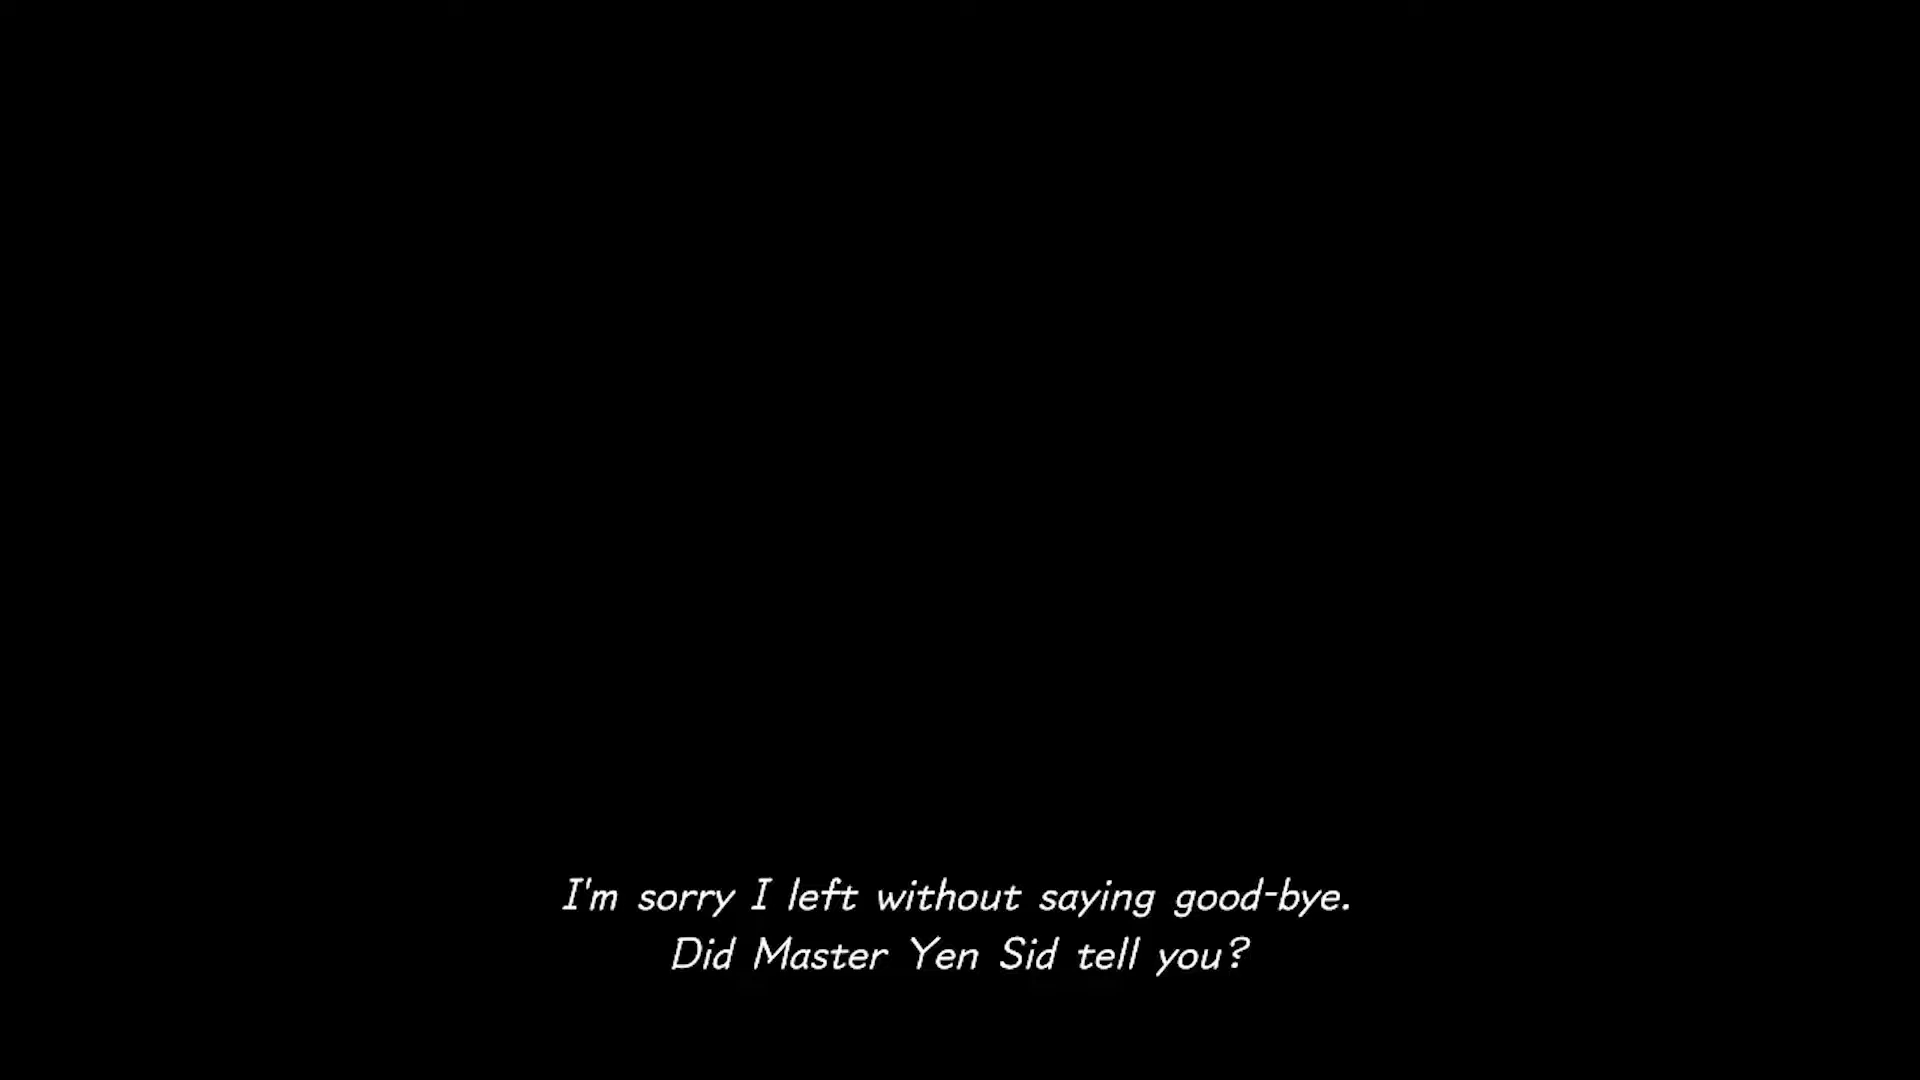 I'm sorry I left without saying good-bye.
Did Master Yen Sid tell you?